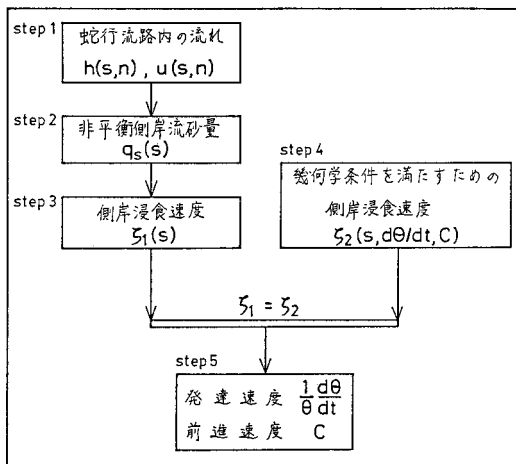 step 1
蛇行流路内の流れ
h(s,n) , u(s,n)
step 2
非平衡側岸流砂量
qs(s)
step 3
側岸浸食速度
ζ1(s)
step 4
幾何学条件を満たすための
側岸浸食速度
ζ2(s,dθ/dt,C)
ζ1 = ζ2
step 5
発達速度 1/θ dθ/dt
前進速度 C